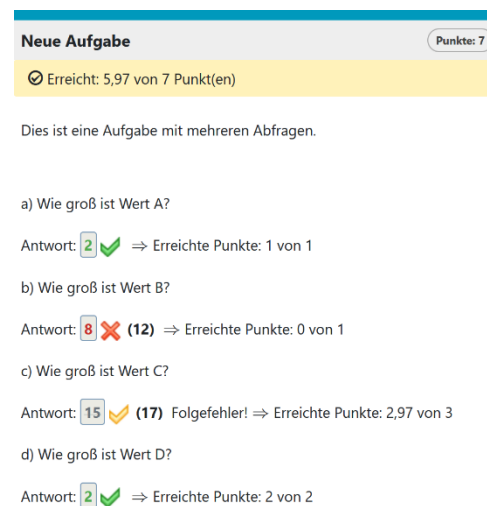 Neue Aufgabe
Punkte: 7
Erreicht: 5,97 von 7 Punkt(en)
Dies ist eine Aufgabe mit mehreren Abfragen.
a) Wie groß ist Wert A?
Antwort: 2 ⇒ Erreichte Punkte: 1 von 1
b) Wie groß ist Wert B?
Antwort: 8 (12) ⇒ Erreichte Punkte: 0 von 1
c) Wie groß ist Wert C?
Antwort: 15 (17) Folgefehler! ⇒ Erreichte Punkte: 2,97 von 3
d) Wie groß ist Wert D?
Antwort: 2 ⇒ Erreichte Punkte: 2 von 2